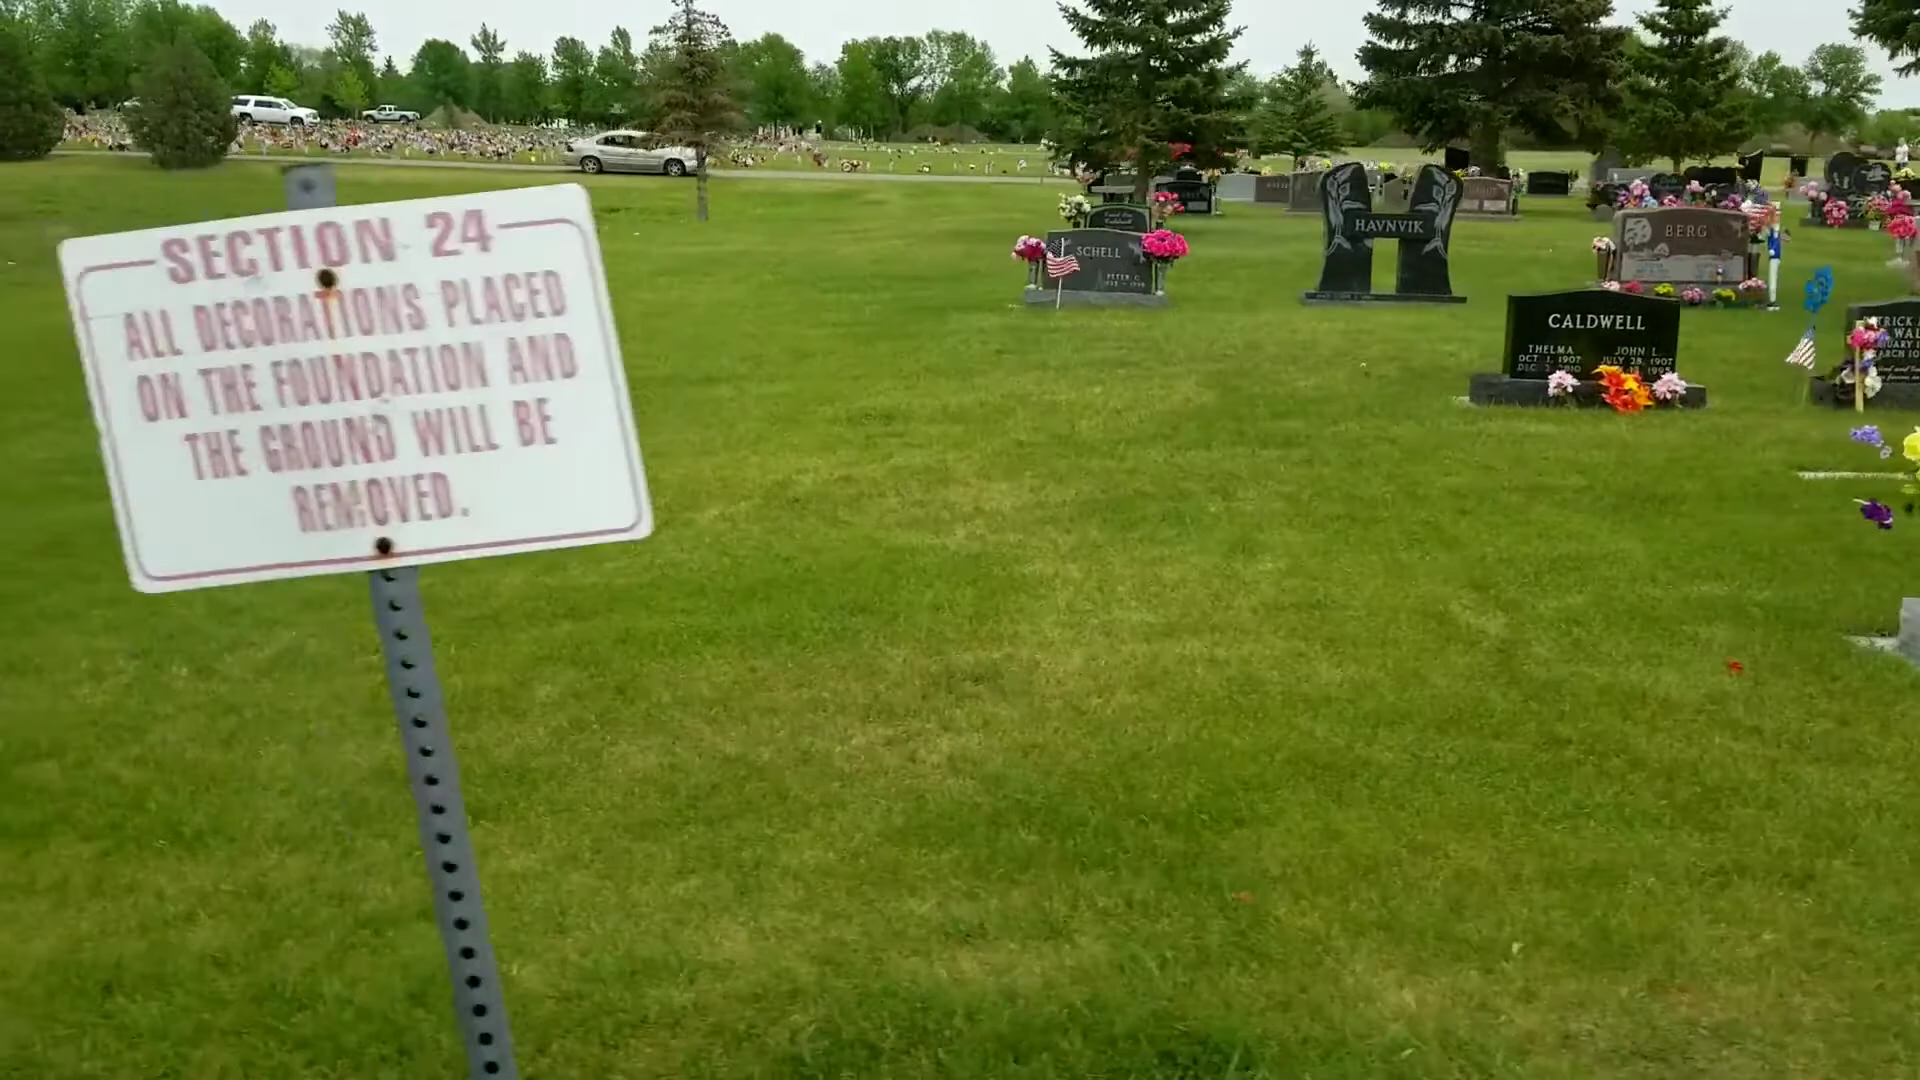 SECTION 24
ALL DECORATIONS PLACED
ON THE FOUNDATION AND
THE GROUND WILL BE
REMOVED.
SCHELL
PETER G.
HAVNVIK
BERG
CALDWELL
THELMA
OCT. 1, 1907
JOHN L.
JULY 28, 1907